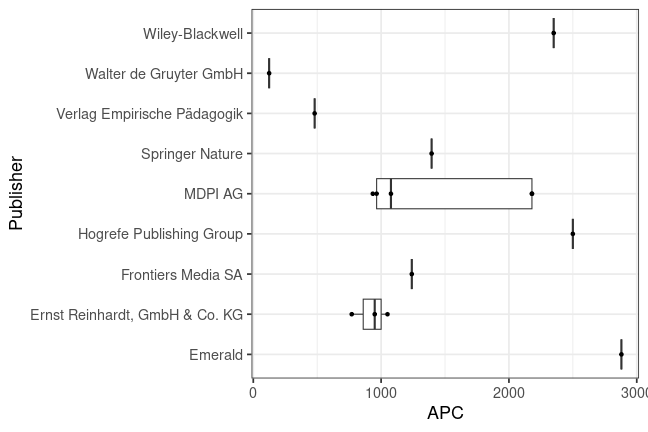 Wiley-Blackwell
Walter de Gruyter GmbH
Verlag Empirische Pädagogik
Springer Nature
MDPI AG
Hogrefe Publishing Group
Frontiers Media SA
Ernst Reinhardt, GmbH & Co. KG
Emerald
Publisher
0 1000 2000 3000
APC